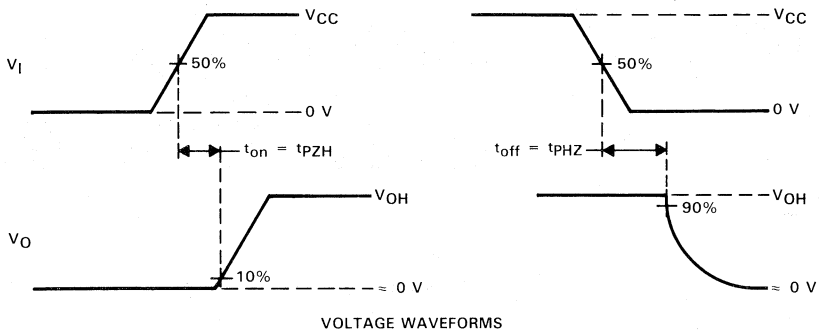 VCC
VCC
VI
50%
50%
0 V
0 V
ton = tPZH
toff = tPHZ
VOH
VOH
90%
VO
10%
≈ 0 V
≈ 0 V
VOLTAGE WAVEFORMS